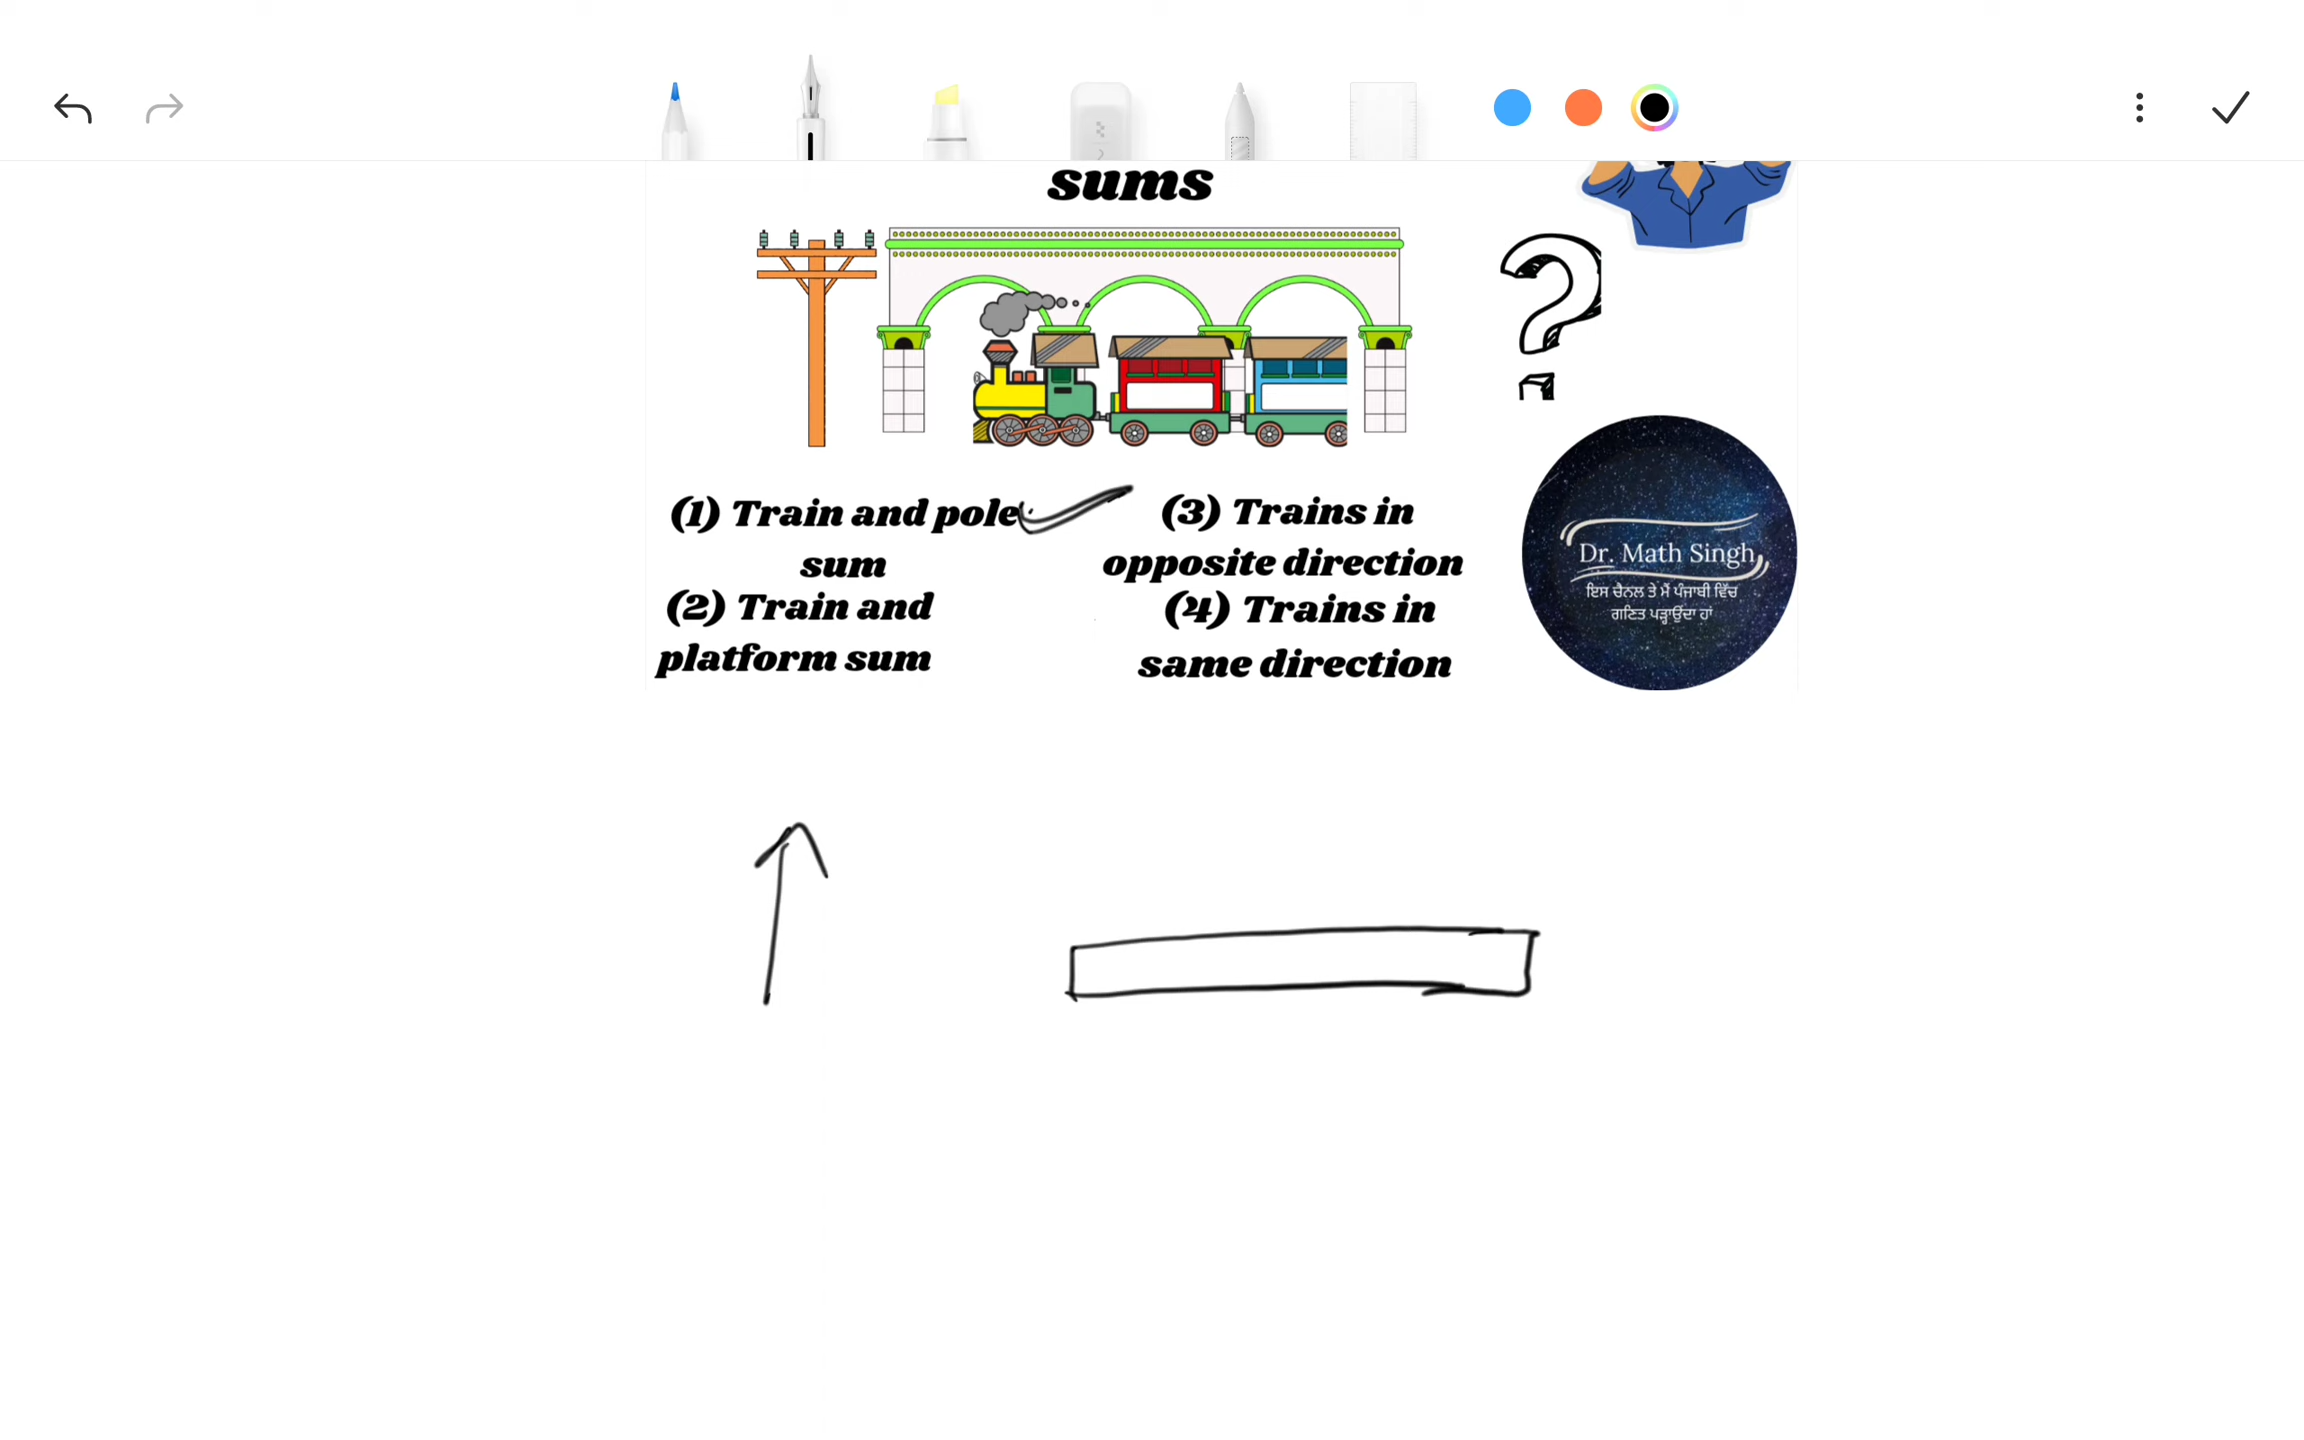 sums
(1) Train and pole
sum
(2) Train and
platform sum
(3) Trains in
opposite direction
(4) Trains in
same direction
Dr. Math Singh
ਇਸ ਚੈਨਲ ਤੇ ਮੈਂ ਪੰਜਾਬੀ ਵਿੱਚ
ਗਣਿਤ ਪੜ੍ਹਾਉਂਦਾ ਹਾਂ